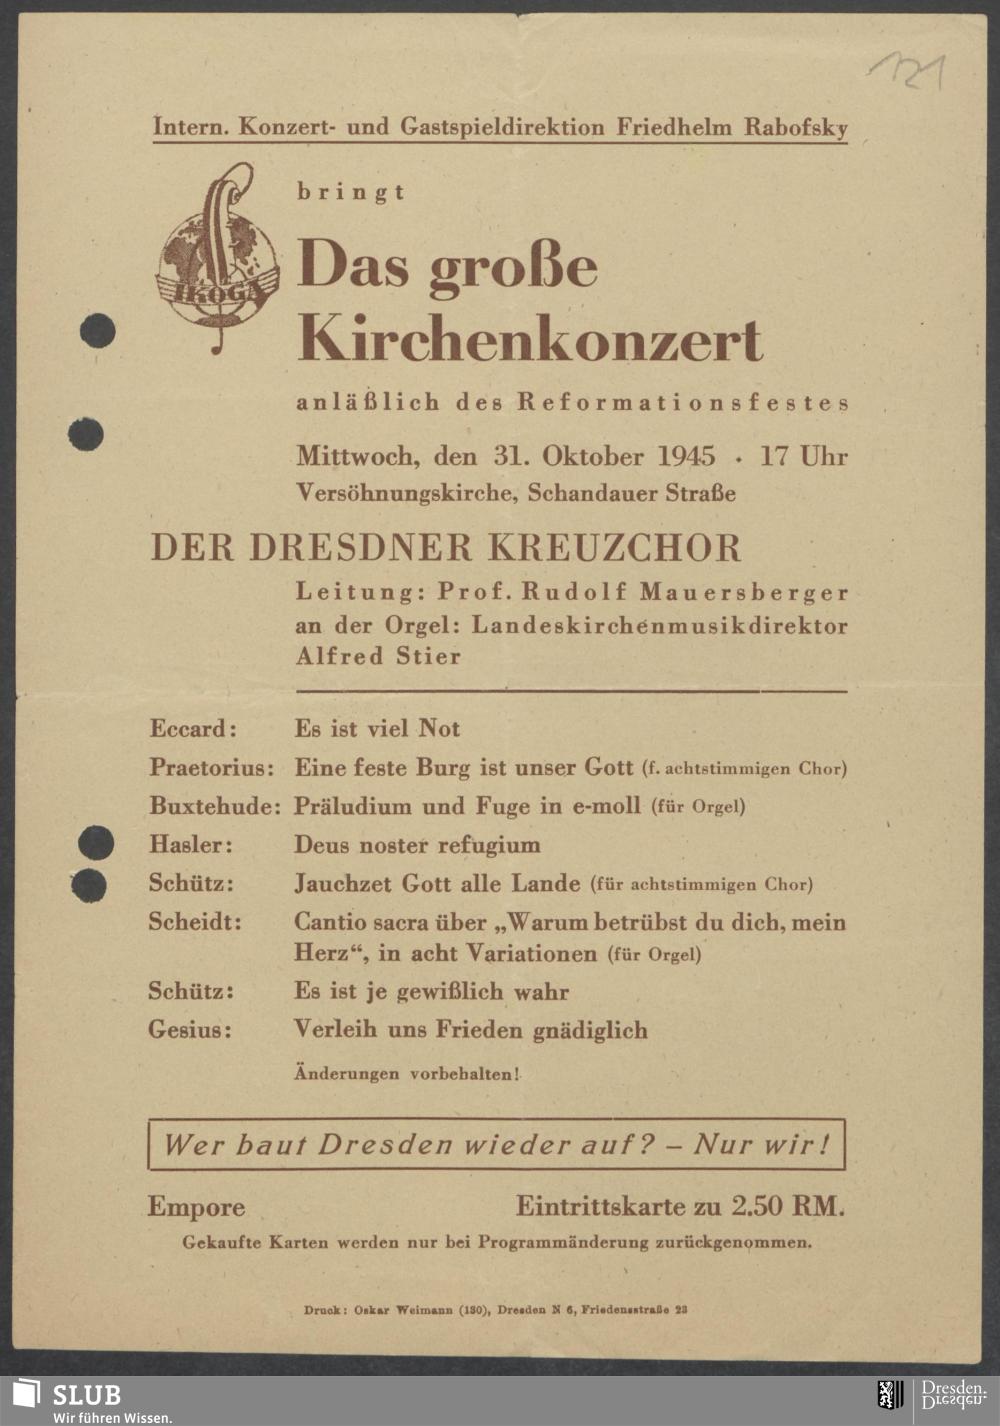 121
Intern. Konzert- und Gastspieldirektion Friedhelm Rabofsky
bringt
IKOGA
Das große
Kirchenkonzert
anläßlich des Reformationsfestes
Mittwoch, den 31. Oktober 1945 · 17 Uhr
Versöhnungskirche, Schandauer Straße
DER DRESDNER KREUZCHOR
Leitung: Prof. Rudolf Mauersberger
an der Orgel: Landeskirchenmusikdirektor
Alfred Stier
Eccard: Es ist viel Not
Praetorius: Eine feste Burg ist unser Gott (f. achtstimmigen Chor)
Buxtehude: Präludium und Fuge in e-moll (für Orgel)
Hasler: Deus noster refugium
Schütz: Jauchzet Gott alle Lande (für achtstimmigen Chor)
Scheidt: Cantio sacra über „Warum betrübst du dich, mein
Herz“, in acht Variationen (für Orgel)
Schütz: Es ist je gewißlich wahr
Gesius: Verleih uns Frieden gnädiglich
Änderungen vorbehalten!
Wer baut Dresden wieder auf? – Nur wir!
Empore Eintrittskarte zu 2.50 RM.
Gekaufte Karten werden nur bei Programmänderung zurückgenommen.
Druck: Oskar Weimann (130), Dresden N 6, Friedensstraße 23
SLUB
Wir führen Wissen.
Dresden.
Dresden.